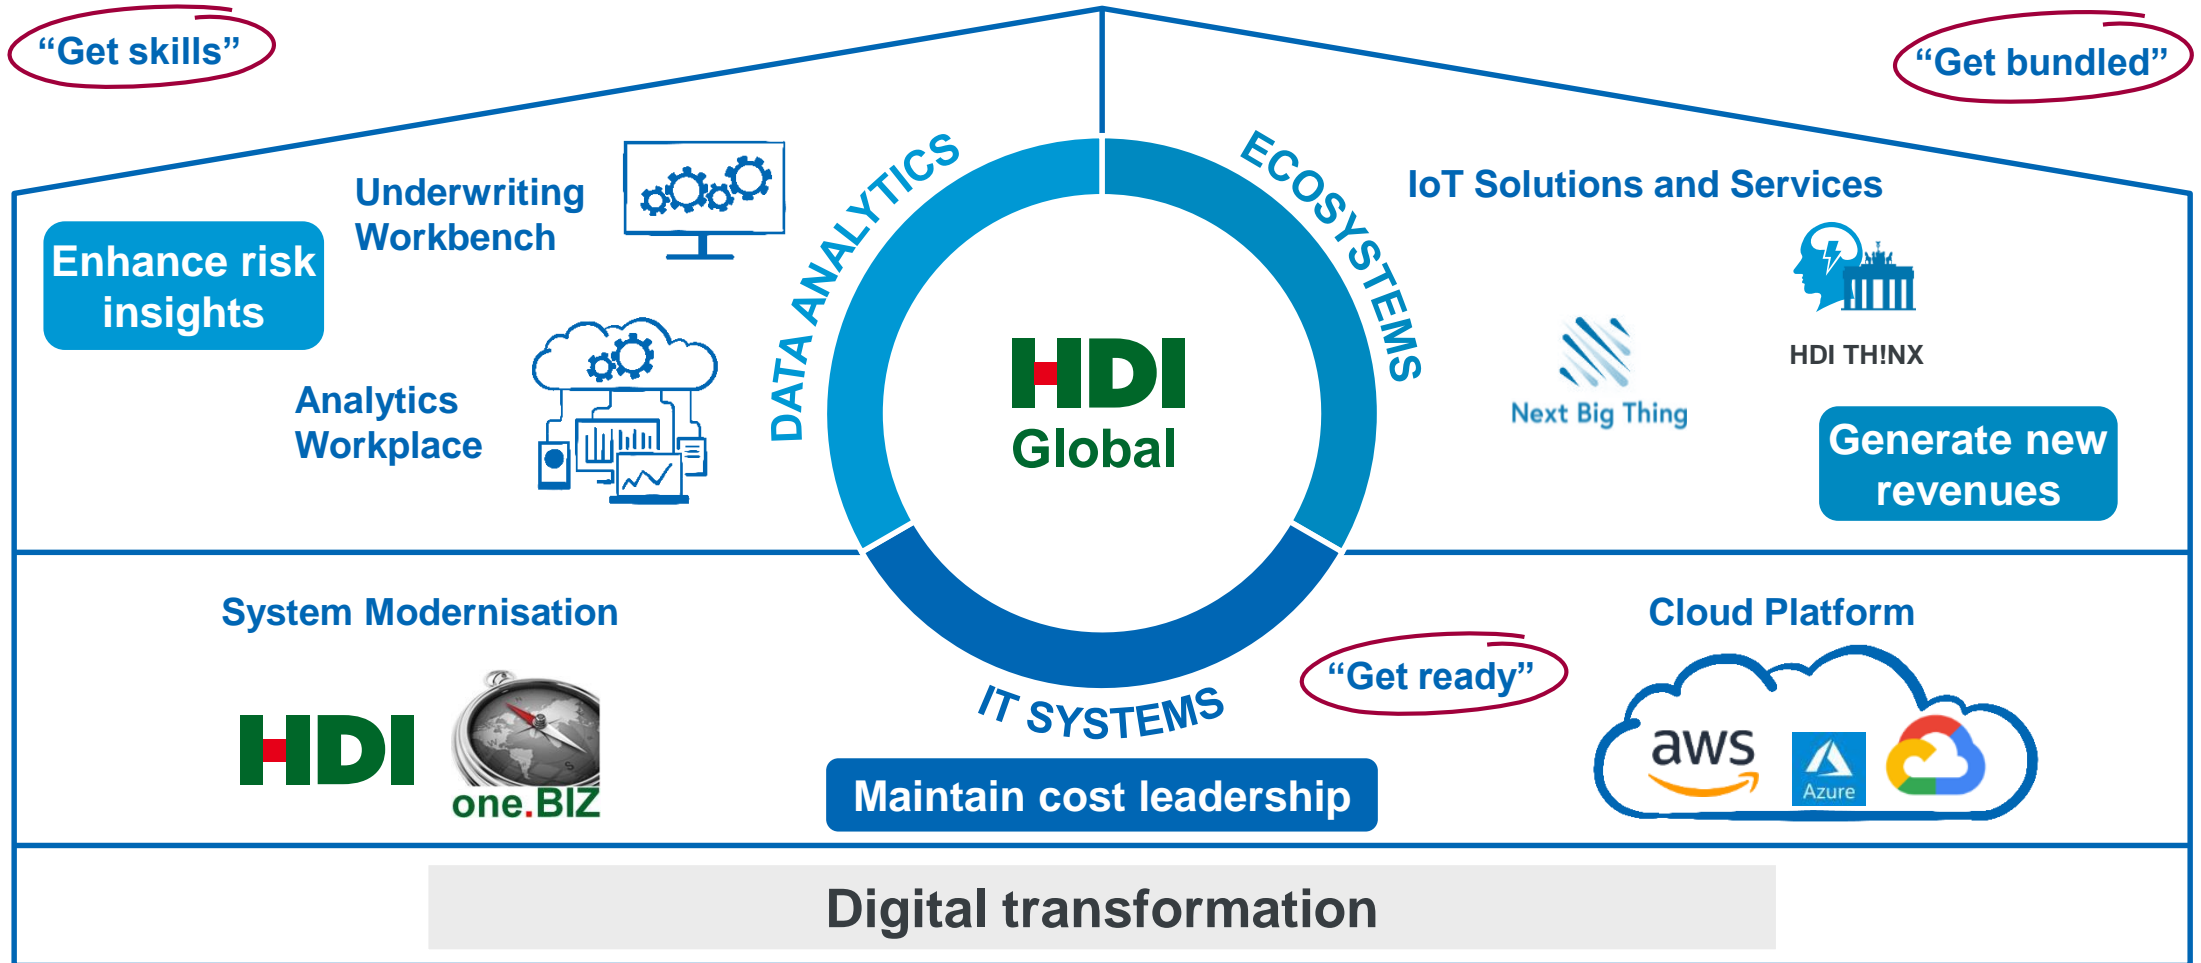 “Get skills”
“Get bundled”
Underwriting
Workbench
Enhance risk
insights
Analytics
Workplace
DATA ANALYTICS
ECOSYSTEMS
IoT Solutions and Services
HDI TH!NX
Next Big Thing
Generate new
revenues
HDI
Global
System Modernisation
HDI
one.BIZ
IT SYSTEMS
“Get ready”
Maintain cost leadership
Cloud Platform
aws
Azure
Digital transformation